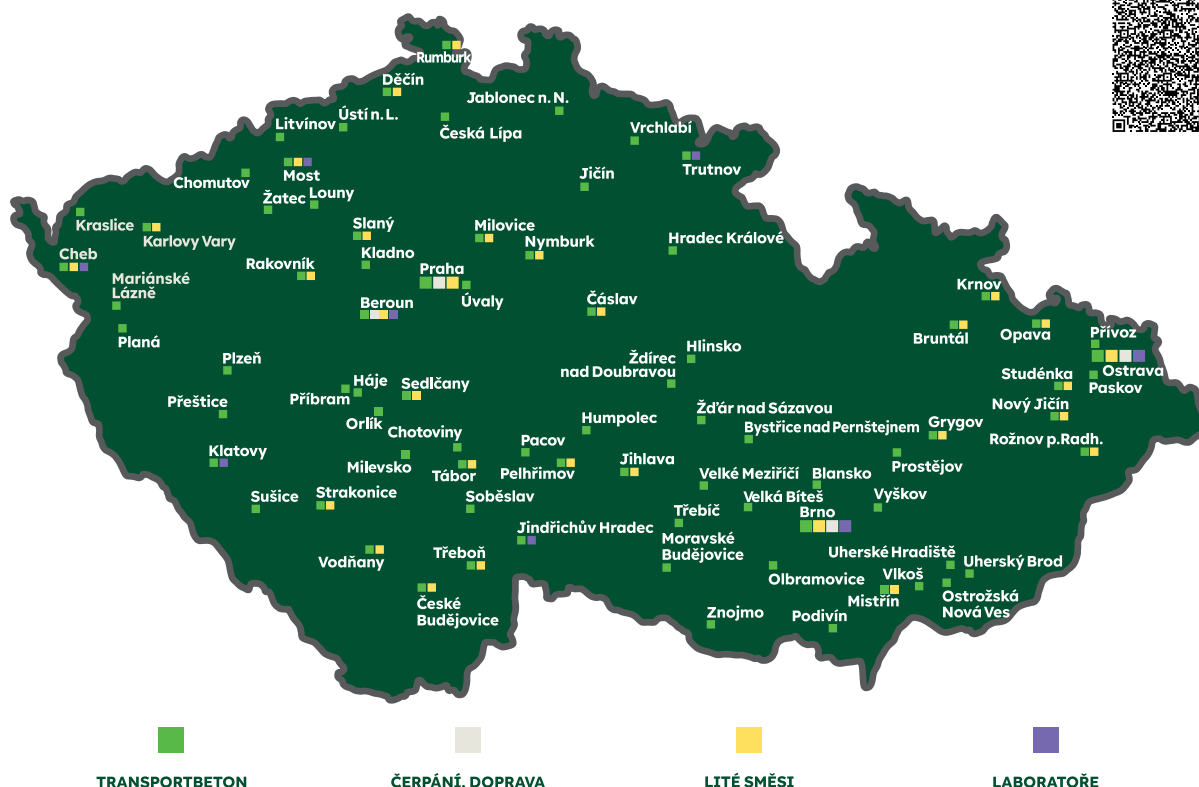 Rumburk
Děčín
Jablonec n. N.
Ústí n. L.
Litvínov
Česká Lípa
Vrchlabí
Most
Trutnov
Chomutov
Jičín
Žatec
Louny
Kraslice
Karlovy Vary
Slaný
Milovice
Nymburk
Hradec Králové
Cheb
Kladno
Rakovník
Praha
Mariánské
Lázně
Krnov
Úvaly
Beroun
Čáslav
Planá
Bruntál
Opava
Přívoz
Hlinsko
Plzeň
Ždírec
nad Doubravou
Ostrava
Studénka
Paskov
Háje
Sedlčany
Příbram
Přeštice
Nový Jičín
Žďár nad Sázavou
Orlík
Humpolec
Grygov
Bystřice nad Pernštejnem
Chotoviny
Pacov
Rožnov p.Radh.
Klatovy
Jihlava
Milevsko
Prostějov
Tábor
Pelhřimov
Velké Meziříčí
Blansko
Sušice
Strakonice
Soběslav
Velká Bíteš
Vyškov
Třebíč
Brno
Jindřichův Hradec
Moravské
Budějovice
Uherské Hradiště
Třeboň
Vodňany
Uherský Brod
Olbramovice
Vlkoš
Mistřín
Ostrožská
Nová Ves
České
Budějovice
Znojmo
Podivín
TRANSPORTBETON
ČERPÁNÍ, DOPRAVA
LITÉ SMĚSI
LABORATOŘE